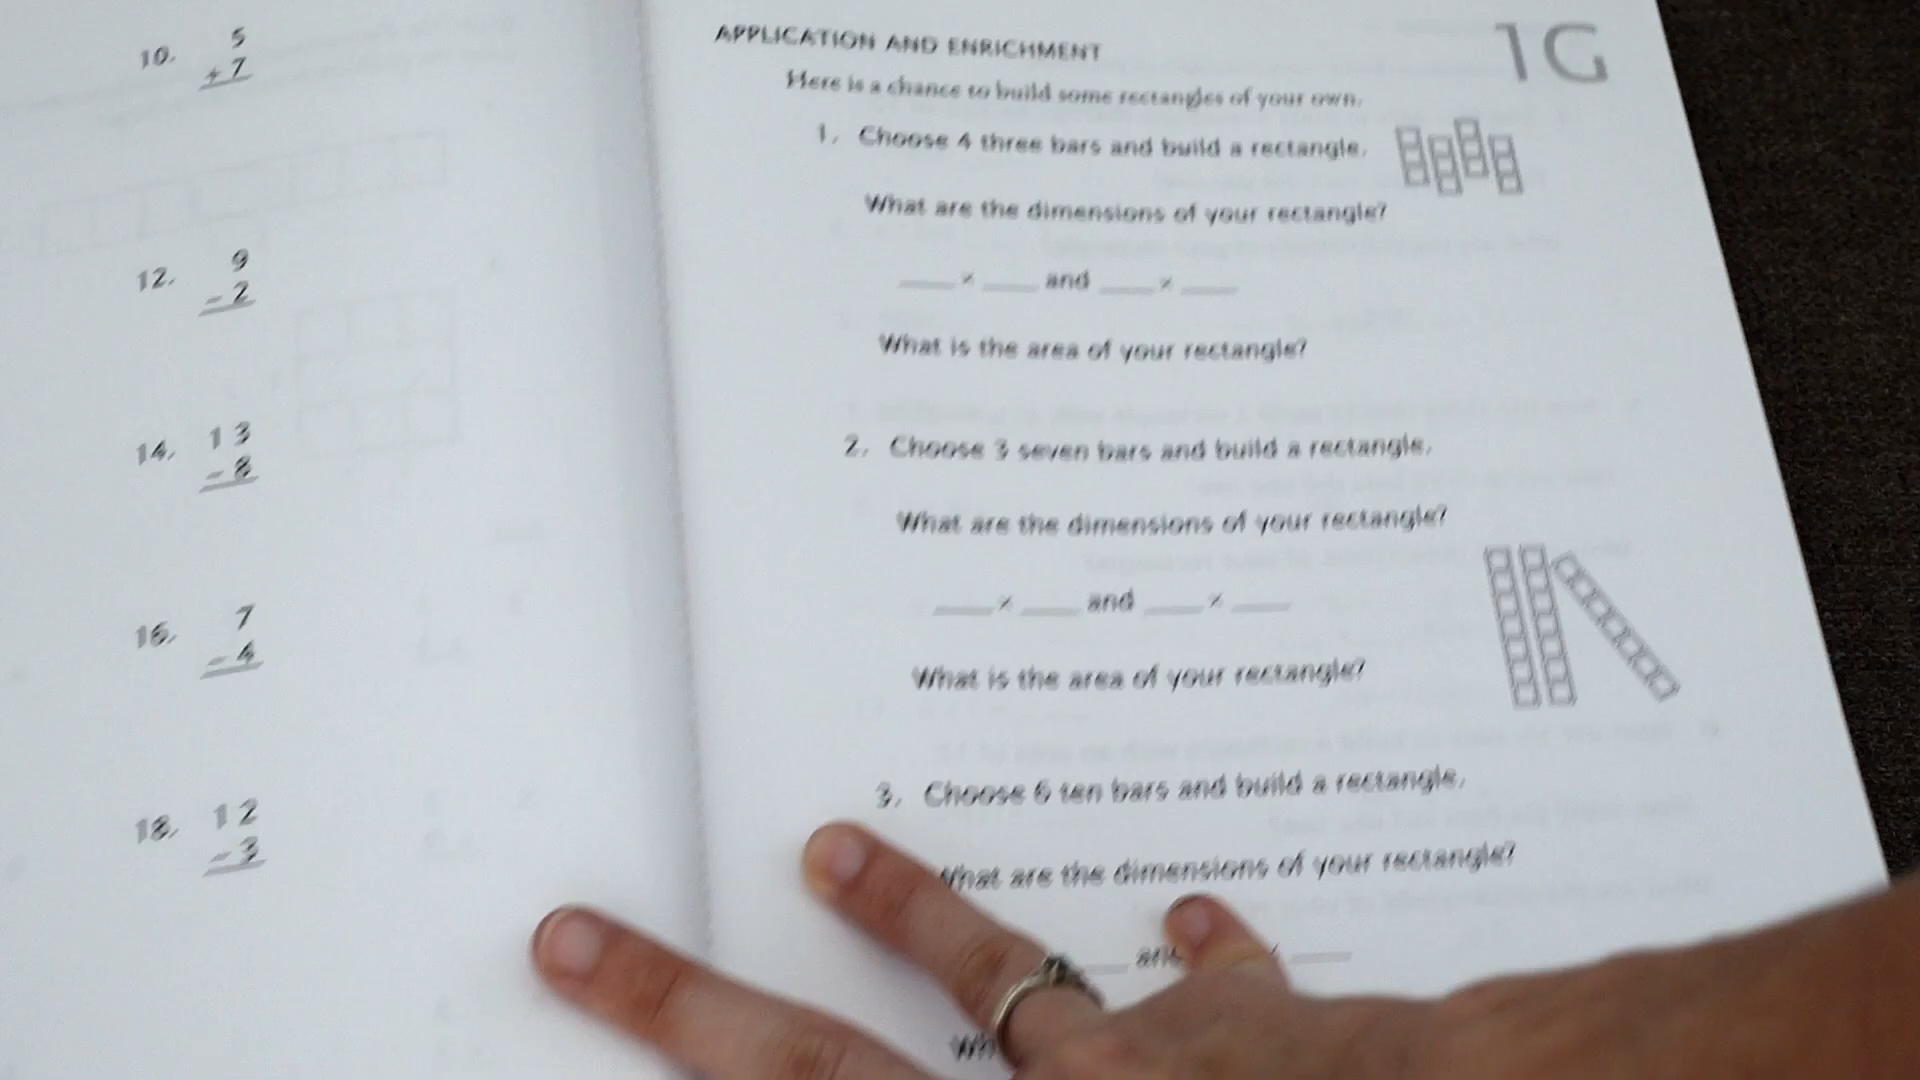 10. 5
+ 7
12. 9
- 2
14. 13
- 8
16. 7
- 4
18. 12
- 3
APPLICATION AND ENRICHMENT
1G
Here is a chance to build some rectangles of your own.
1. Choose 4 three bars and build a rectangle.
What are the dimensions of your rectangle?
___ × ___ and ___ × ___
What is the area of your rectangle?
2. Choose 3 seven bars and build a rectangle.
What are the dimensions of your rectangle?
___ × ___ and ___ × ___
What is the area of your rectangle?
3. Choose 6 ten bars and build a rectangle.
What are the dimensions of your rectangle?